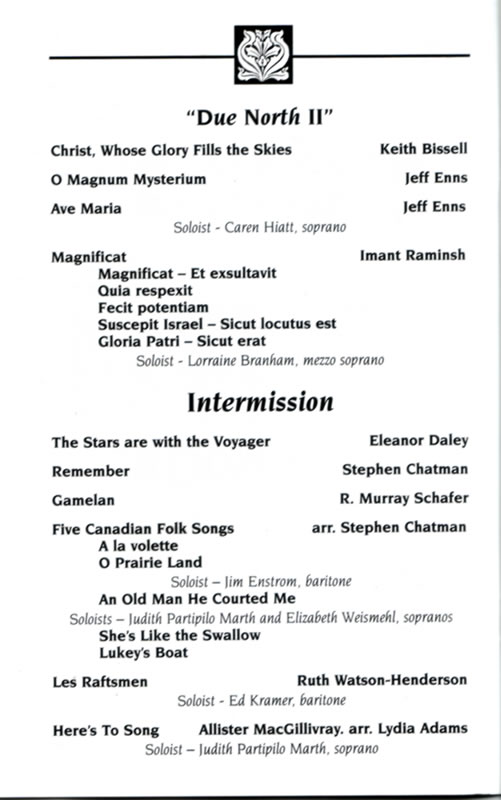 "Due North II"
Christ, Whose Glory Fills the Skies Keith Bissell
O Magnum Mysterium Jeff Enns
Ave Maria Jeff Enns
Soloist - Caren Hiatt, soprano
Magnificat Imant Raminsh
Magnificat – Et exsultavit
Quia respexit
Fecit potentiam
Suscepit Israel – Sicut locutus est
Gloria Patri – Sicut erat
Soloist - Lorraine Branham, mezzo soprano
Intermission
The Stars are with the Voyager Eleanor Daley
Remember Stephen Chatman
Gamelan R. Murray Schafer
Five Canadian Folk Songs arr. Stephen Chatman
A la volette
O Prairie Land
Soloist – Jim Enstrom, baritone
An Old Man He Courted Me
Soloists – Judith Partipilo Marth and Elizabeth Weismehl, sopranos
She's Like the Swallow
Lukey's Boat
Les Raftsmen Ruth Watson-Henderson
Soloist - Ed Kramer, baritone
Here's To Song Allister MacGillivray. arr. Lydia Adams
Soloist – Judith Partipilo Marth, soprano